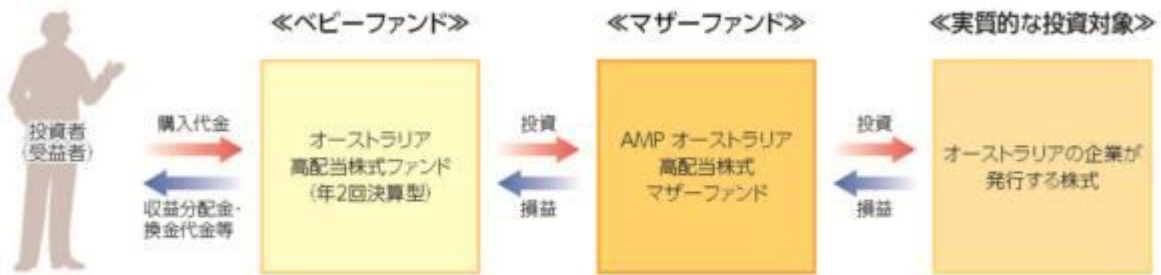 ≪ベビーファンド≫
≪マザーファンド≫
≪実質的な投資対象≫
投資者
(受益者)
購入代金
収益分配金・
換金代金等
オーストラリア
高配当株式ファンド
(年2回決算型)
投資
損益
AMP オーストラリア
高配当株式
マザーファンド
投資
損益
オーストラリアの企業が
発行する株式